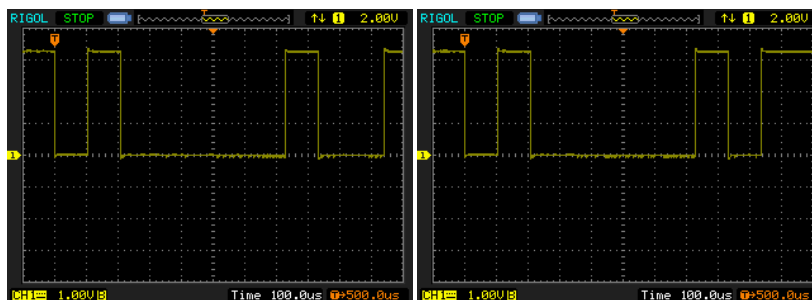 RIGOL STOP T ↑↓ 1 2.00V
T
1
CH1 1.00V B Time 100.0us T→500.0us
RIGOL STOP T ↑↓ 1 2.00V
T
1
CH1 1.00V B Time 100.0us T→500.0us